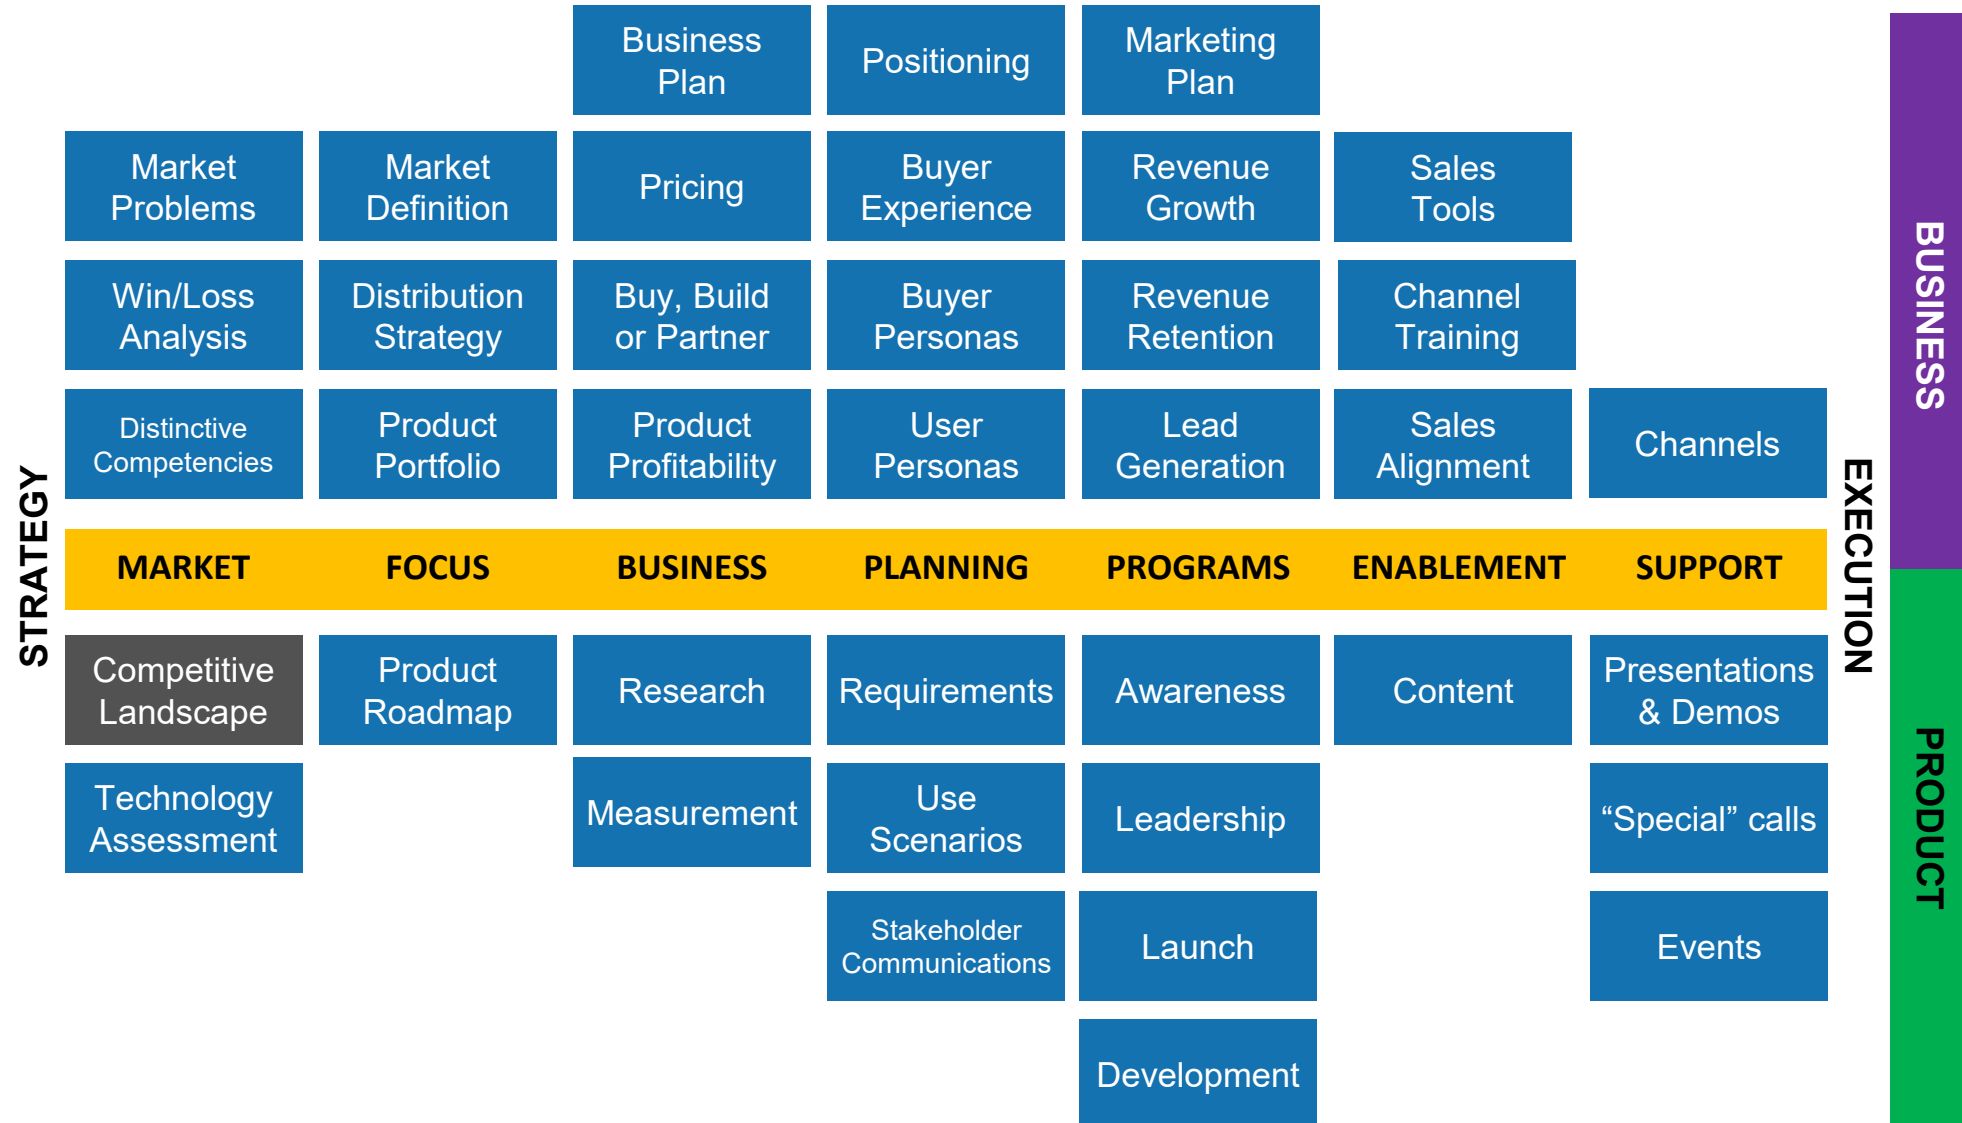 Business
Plan
Positioning
Marketing
Plan
Market
Problems
Market
Definition
Pricing
Buyer
Experience
Revenue
Growth
Sales
Tools
Win/Loss
Analysis
Distribution
Strategy
Buy, Build
or Partner
Buyer
Personas
Revenue
Retention
Channel
Training
Distinctive
Competencies
Product
Portfolio
Product
Profitability
User
Personas
Lead
Generation
Sales
Alignment
Channels
STRATEGY
MARKET
FOCUS
BUSINESS
PLANNING
PROGRAMS
ENABLEMENT
SUPPORT
EXECUTION
BUSINESS
PRODUCT
Competitive
Landscape
Product
Roadmap
Research
Requirements
Awareness
Content
Presentations
& Demos
Technology
Assessment
Measurement
Use
Scenarios
Leadership
“Special” calls
Stakeholder
Communications
Launch
Events
Development